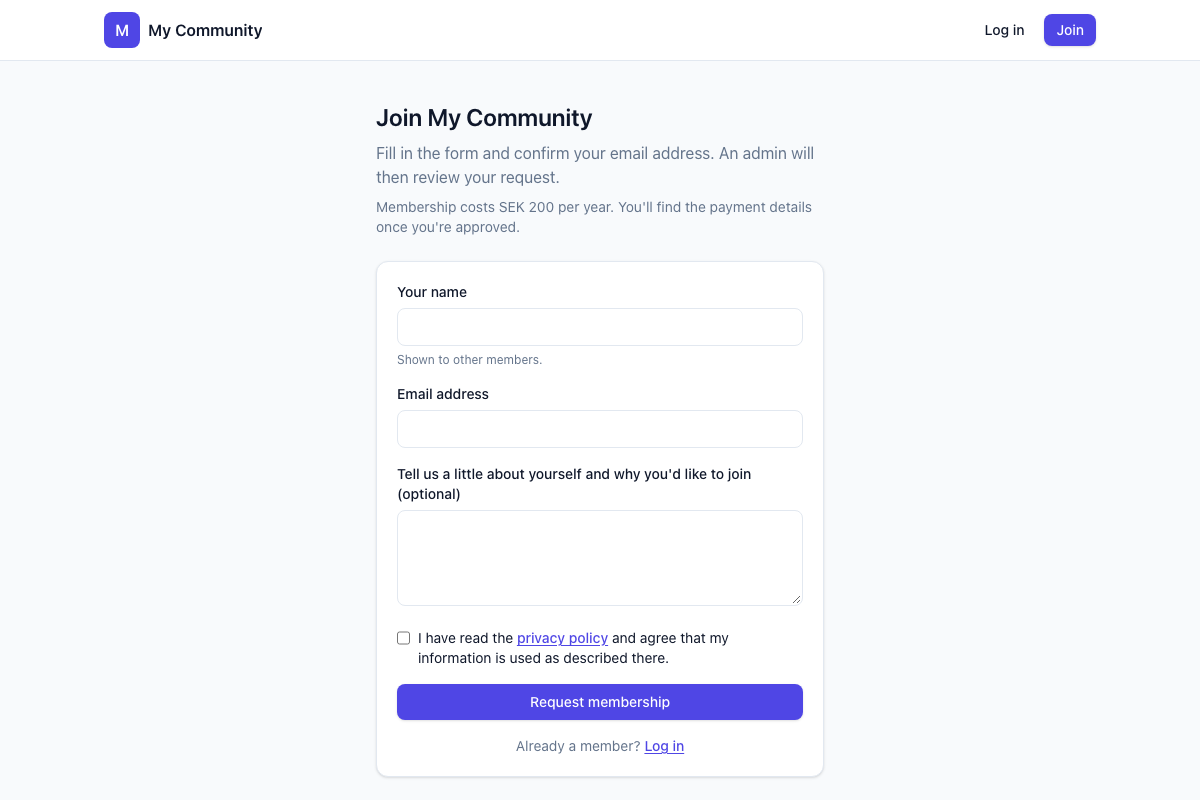 M My Community
Log in
Join
Join My Community
Fill in the form and confirm your email address. An admin will
then review your request.
Membership costs SEK 200 per year. You'll find the payment details
once you're approved.
Your name
Shown to other members.
Email address
Tell us a little about yourself and why you'd like to join
(optional)
I have read the privacy policy and agree that my
information is used as described there.
Request membership
Already a member? Log in